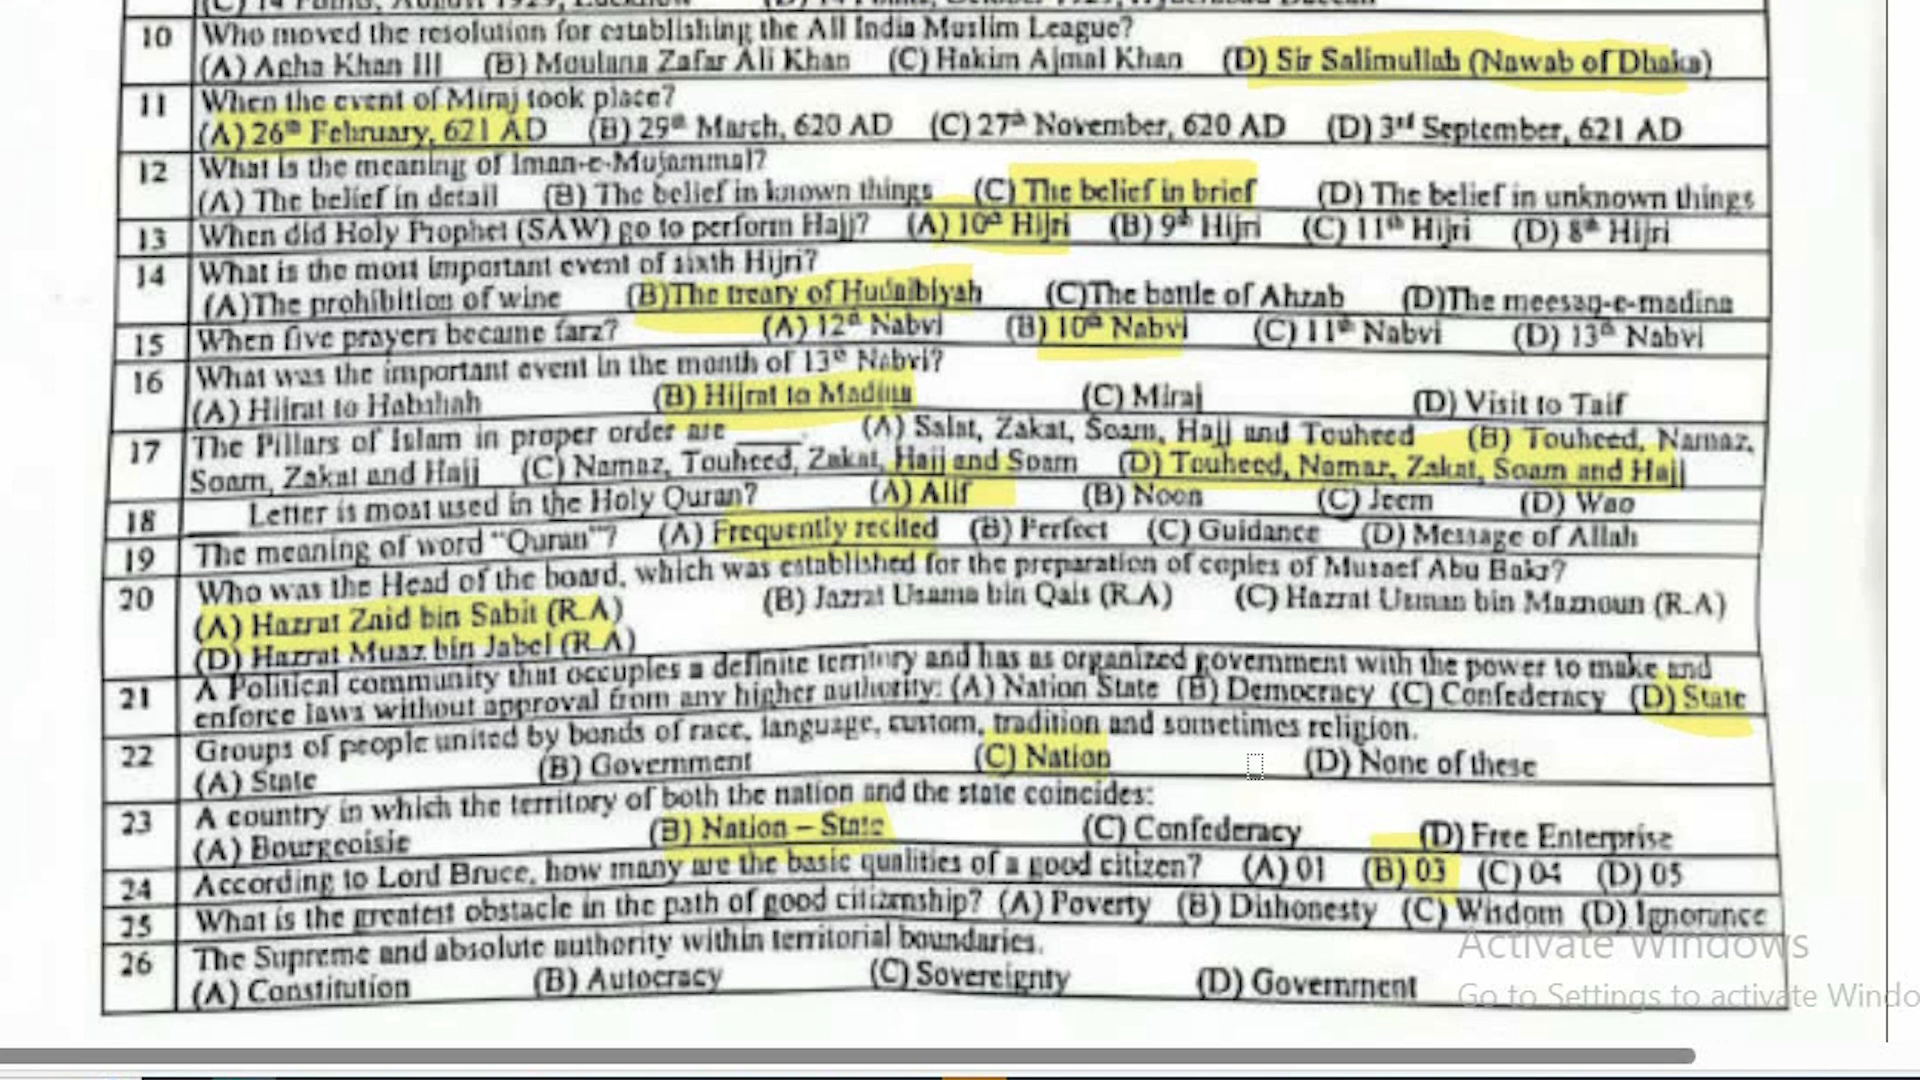 10 Who moved the resolution for establishing the All India Muslim League?
(A) Agha Khan III (B) Moulana Zafar Ali Khan (C) Hakim Ajmal Khan (D) Sir Salimullah (Nawab of Dhaka)
11 When the event of Miraj took place?
(A) 26th February, 621 AD (B) 29th March, 620 AD (C) 27th November, 620 AD (D) 3rd September, 621 AD
12 What is the meaning of Iman-e-Mujammal?
(A) The belief in detail (B) The belief in known things (C) The belief in brief (D) The belief in unknown things
13 When did Holy Prophet (SAW) go to perform Hajj? (A) 10th Hijri (B) 9th Hijri (C) 11th Hijri (D) 8th Hijri
14 What is the most important event of sixth Hijri?
(A)The prohibition of wine (B)The treaty of Hudaibiyah (C)The battle of Ahzab (D)The meesaq-e-madina
15 When five prayers became farz? (A) 12th Nabvi (B) 10th Nabvi (C) 11th Nabvi (D) 13th Nabvi
16 What was the important event in the month of 13th Nabvi?
(A) Hijrat to Habshah (B) Hijrat to Madina (C) Miraj (D) Visit to Taif
17 The Pillars of Islam in proper order are ____. (A) Salat, Zakat, Soam, Hajj and Touheed (B) Touheed, Namaz,
Soam, Zakat and Hajj (C) Namaz, Touheed, Zakat, Hajj and Soam (D) Touheed, Namaz, Zakat, Soam and Hajj
18 ____ Letter is most used in the Holy Quran? (A) Alif (B) Noon (C) Jeem (D) Wao
19 The meaning of word "Quran"? (A) Frequently recited (B) Perfect (C) Guidance (D) Message of Allah
20 Who was the Head of the board, which was established for the preparation of copies of Musaef Abu Bakr?
(A) Hazrat Zaid bin Sabit (R.A) (B) Jazrat Usama bin Qais (R.A) (C) Hazrat Usman bin Maznoun (R.A)
(D) Hazrat Muaz bin Jabel (R.A)
21 A Political community that occupies a definite territory and has as organized government with the power to make and
enforce laws without approval from any higher authority: (A) Nation State (B) Democracy (C) Confederacy (D) State
22 Groups of people united by bonds of race, language, custom, tradition and sometimes religion.
(A) State (B) Government (C) Nation (D) None of these
23 A country in which the territory of both the nation and the state coincides:
(A) Bourgeoisie (B) Nation – State (C) Confederacy (D) Free Enterprise
24 According to Lord Bruce, how many are the basic qualities of a good citizen? (A) 01 (B) 03 (C) 04 (D) 05
25 What is the greatest obstacle in the path of good citizenship? (A) Poverty (B) Dishonesty (C) Wisdom (D) Ignorance
26 The Supreme and absolute authority within territorial boundaries.
(A) Constitution (B) Autocracy (C) Sovereignty (D) Government
Activate Windows
Go to Settings to activate Windo